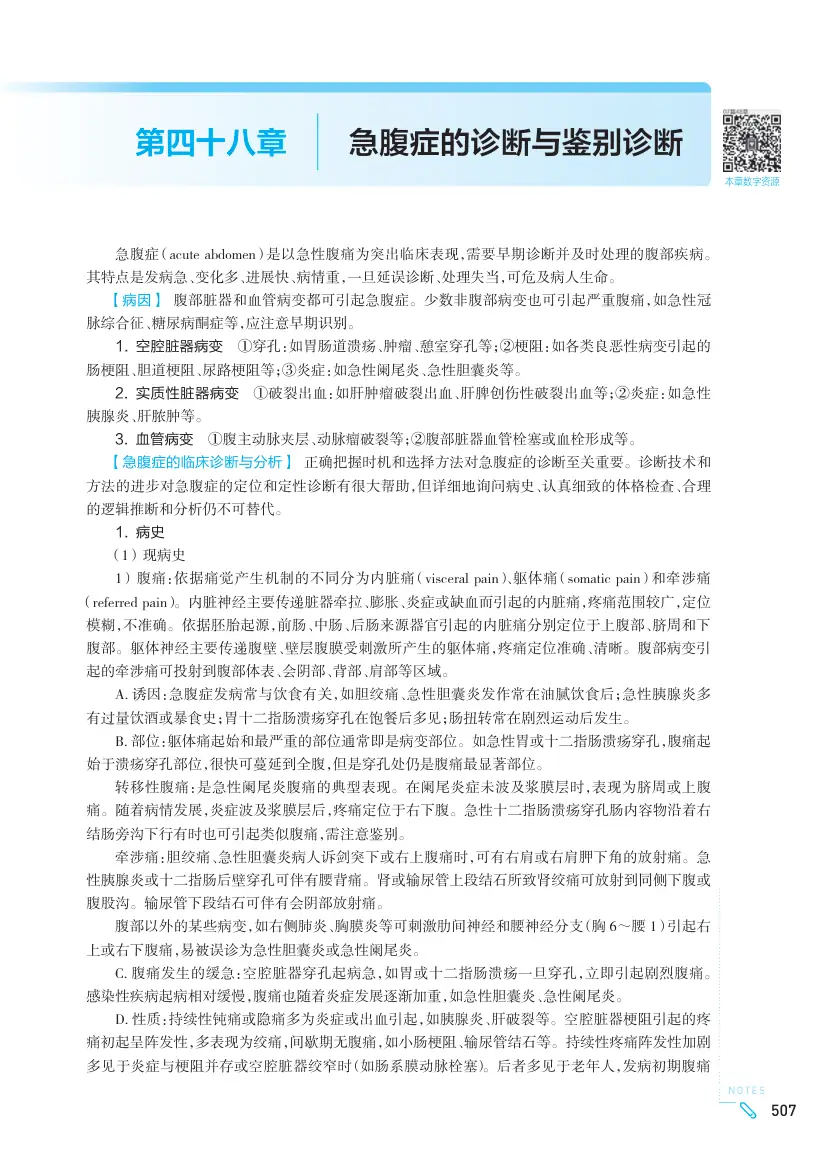 第四十八章
急腹症的诊断与鉴别诊断
本章数字资源
急腹症(acute abdomen)是以急性腹痛为突出临床表现,需要早期诊断并及时处理的腹部疾病。
其特点是发病急、变化多、进展快、病情重,一旦延误诊断、处理失当,可危及病人生命。
【病因】 腹部脏器和血管病变都可引起急腹症。少数非腹部病变也可引起严重腹痛,如急性冠
脉综合征、糖尿病酮症等,应注意早期识别。
1. 空腔脏器病变 ①穿孔:如胃肠道溃疡、肿瘤、憩室穿孔等;②梗阻:如各类良恶性病变引起的
肠梗阻、胆道梗阻、尿路梗阻等;③炎症:如急性阑尾炎、急性胆囊炎等。
2. 实质性脏器病变 ①破裂出血:如肝肿瘤破裂出血、肝脾创伤性破裂出血等;②炎症:如急性
胰腺炎、肝脓肿等。
3. 血管病变 ①腹主动脉夹层、动脉瘤破裂等;②腹部脏器血管栓塞或血栓形成等。
【急腹症的临床诊断与分析】 正确把握时机和选择方法对急腹症的诊断至关重要。诊断技术和
方法的进步对急腹症的定位和定性诊断有很大帮助,但详细地询问病史、认真细致的体格检查、合理
的逻辑推断和分析仍不可替代。
1. 病史
(1)现病史
1)腹痛:依据痛觉产生机制的不同分为内脏痛(visceral pain)、躯体痛(somatic pain)和牵涉痛
(referred pain)。内脏神经主要传递脏器牵拉、膨胀、炎症或缺血而引起的内脏痛,疼痛范围较广,定位
模糊,不准确。依据胚胎起源,前肠、中肠、后肠来源器官引起的内脏痛分别定位于上腹部、脐周和下
腹部。躯体神经主要传递腹壁、壁层腹膜受刺激所产生的躯体痛,疼痛定位准确、清晰。腹部病变引
起的牵涉痛可投射到腹部体表、会阴部、背部、肩部等区域。
A. 诱因:急腹症发病常与饮食有关,如胆绞痛、急性胆囊炎发作常在油腻饮食后;急性胰腺炎多
有过量饮酒或暴食史;胃十二指肠溃疡穿孔在饱餐后多见;肠扭转常在剧烈运动后发生。
B. 部位:躯体痛起始和最严重的部位通常即是病变部位。如急性胃或十二指肠溃疡穿孔,腹痛起
始于溃疡穿孔部位,很快可蔓延到全腹,但是穿孔处仍是腹痛最显著部位。
转移性腹痛:是急性阑尾炎腹痛的典型表现。在阑尾炎症未波及浆膜层时,表现为脐周或上腹
痛。随着病情发展,炎症波及浆膜层后,疼痛定位于右下腹。急性十二指肠溃疡穿孔肠内容物沿着右
结肠旁沟下行有时也可引起类似腹痛,需注意鉴别。
牵涉痛:胆绞痛、急性胆囊炎病人诉剑突下或右上腹痛时,可有右肩或右肩胛下角的放射痛。急
性胰腺炎或十二指肠后壁穿孔可伴有腰背痛。肾或输尿管上段结石所致肾绞痛可放射到同侧下腹或
腹股沟。输尿管下段结石可伴有会阴部放射痛。
腹部以外的某些病变,如右侧肺炎、胸膜炎等可刺激肋间神经和腰神经分支(胸6~腰1)引起右
上或右下腹痛,易被误诊为急性胆囊炎或急性阑尾炎。
C. 腹痛发生的缓急:空腔脏器穿孔起病急,如胃或十二指肠溃疡一旦穿孔,立即引起剧烈腹痛。
感染性疾病起病相对缓慢,腹痛也随着炎症发展逐渐加重,如急性胆囊炎、急性阑尾炎。
D. 性质:持续性钝痛或隐痛多为炎症或出血引起,如胰腺炎、肝破裂等。空腔脏器梗阻引起的疼
痛初起呈阵发性,多表现为绞痛,间歇期无腹痛,如小肠梗阻、输尿管结石等。持续性疼痛阵发性加剧
多见于炎症与梗阻并存或空腔脏器绞窄时(如肠系膜动脉栓塞)。后者多见于老年人,发病初期腹痛
NOTES
507